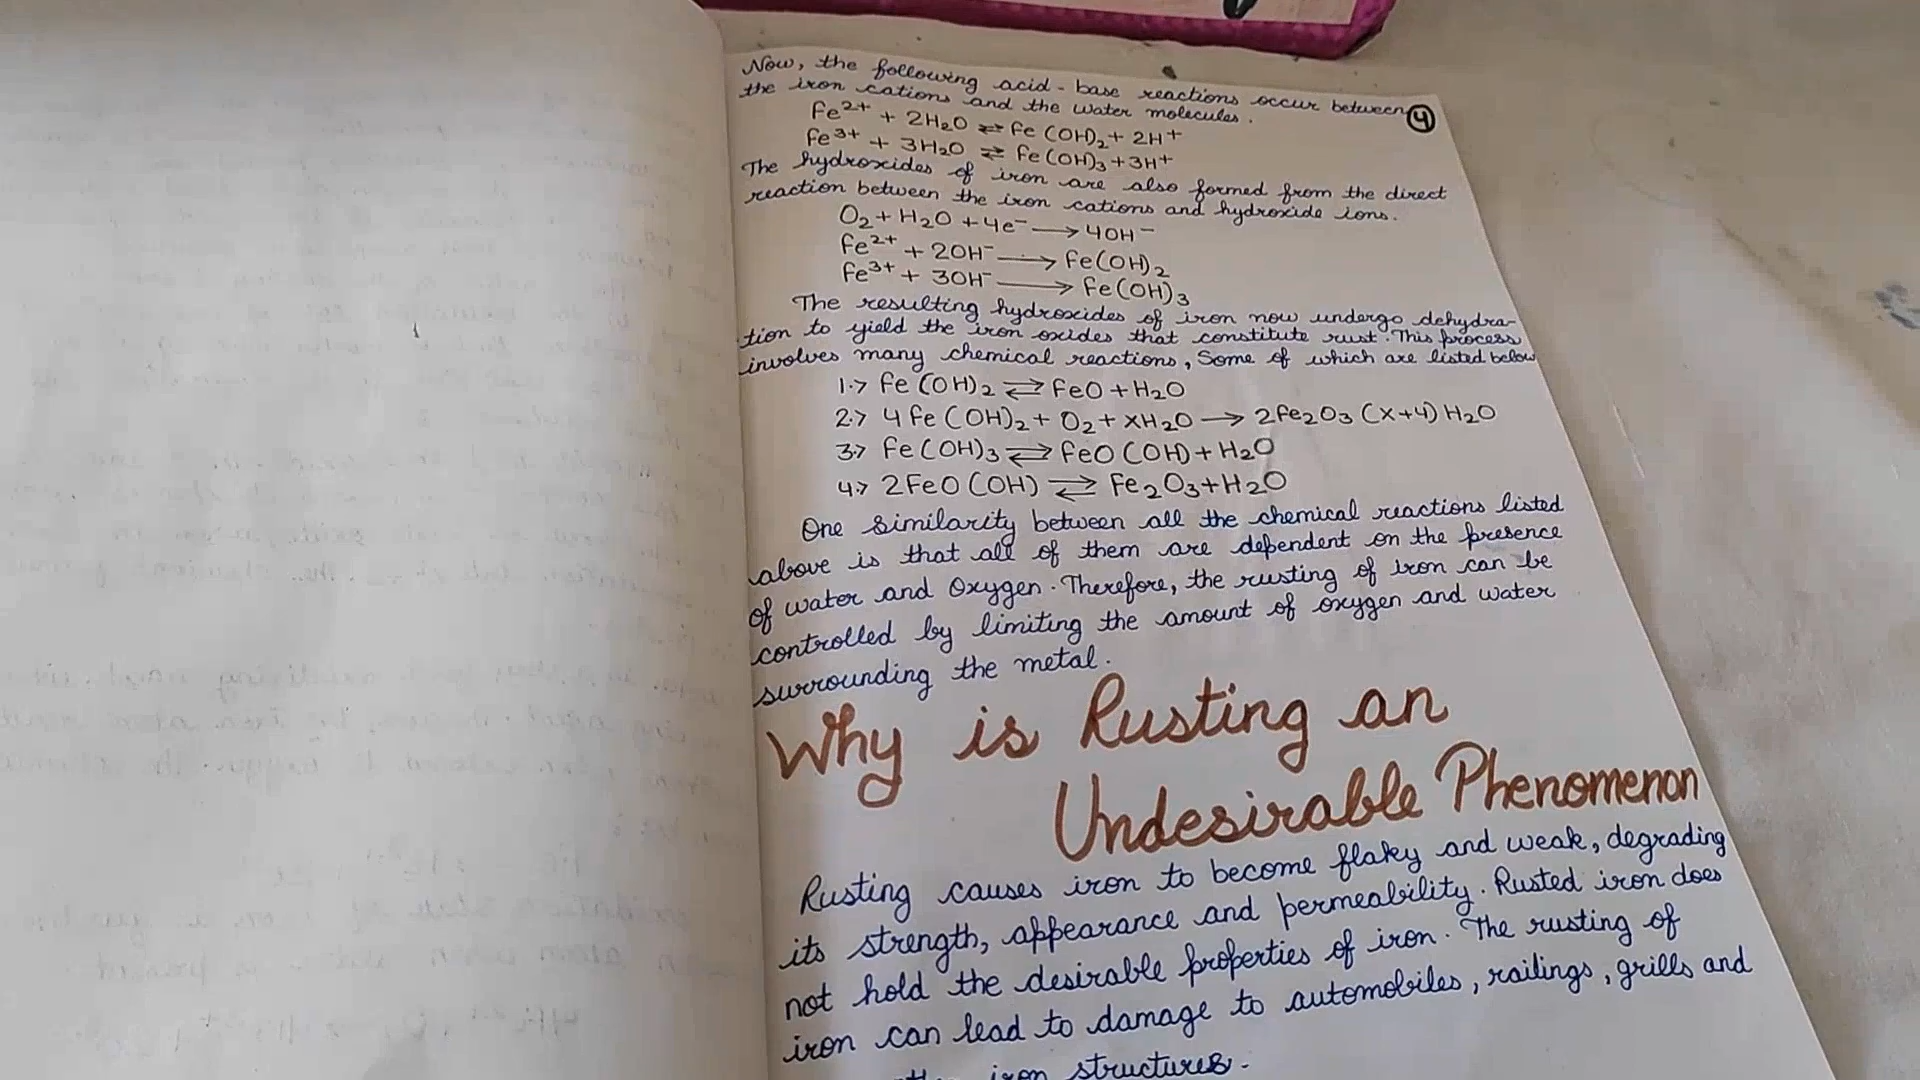 Now, the following acid-base reactions occur between
the iron cations and the water molecules.
4
Fe²⁺ + 2H₂O ⇌ Fe(OH)₂ + 2H⁺
Fe³⁺ + 3H₂O ⇌ Fe(OH)₃ + 3H⁺
The hydroxides of iron are also formed from the direct
reaction between the iron cations and hydroxide ions.
O₂ + H₂O + 4e⁻ → 4OH⁻
Fe²⁺ + 2OH⁻ → Fe(OH)₂
Fe³⁺ + 3OH⁻ → Fe(OH)₃
The resulting hydroxides of iron now undergo dehydra-
tion to yield the iron oxides that constitute rust. This process
involves many chemical reactions, Some of which are listed below
1.> Fe(OH)₂ ⇌ FeO + H₂O
2.> 4Fe(OH)₂ + O₂ + xH₂O → 2Fe₂O₃(x+4)H₂O
3.> Fe(OH)₃ ⇌ FeO(OH) + H₂O
4.> 2FeO(OH) ⇌ Fe₂O₃ + H₂O
One similarity between all the chemical reactions listed
above is that all of them are dependent on the presence
of water and Oxygen. Therefore, the rusting of iron can be
controlled by limiting the amount of oxygen and water
surrounding the metal.
Why is Rusting an
Undesirable Phenomenon
Rusting causes iron to become flaky and weak, degrading
its strength, appearance and permeability. Rusted iron does
not hold the desirable properties of iron. The rusting of
iron can lead to damage to automobiles, railings, grills and
iron structures.